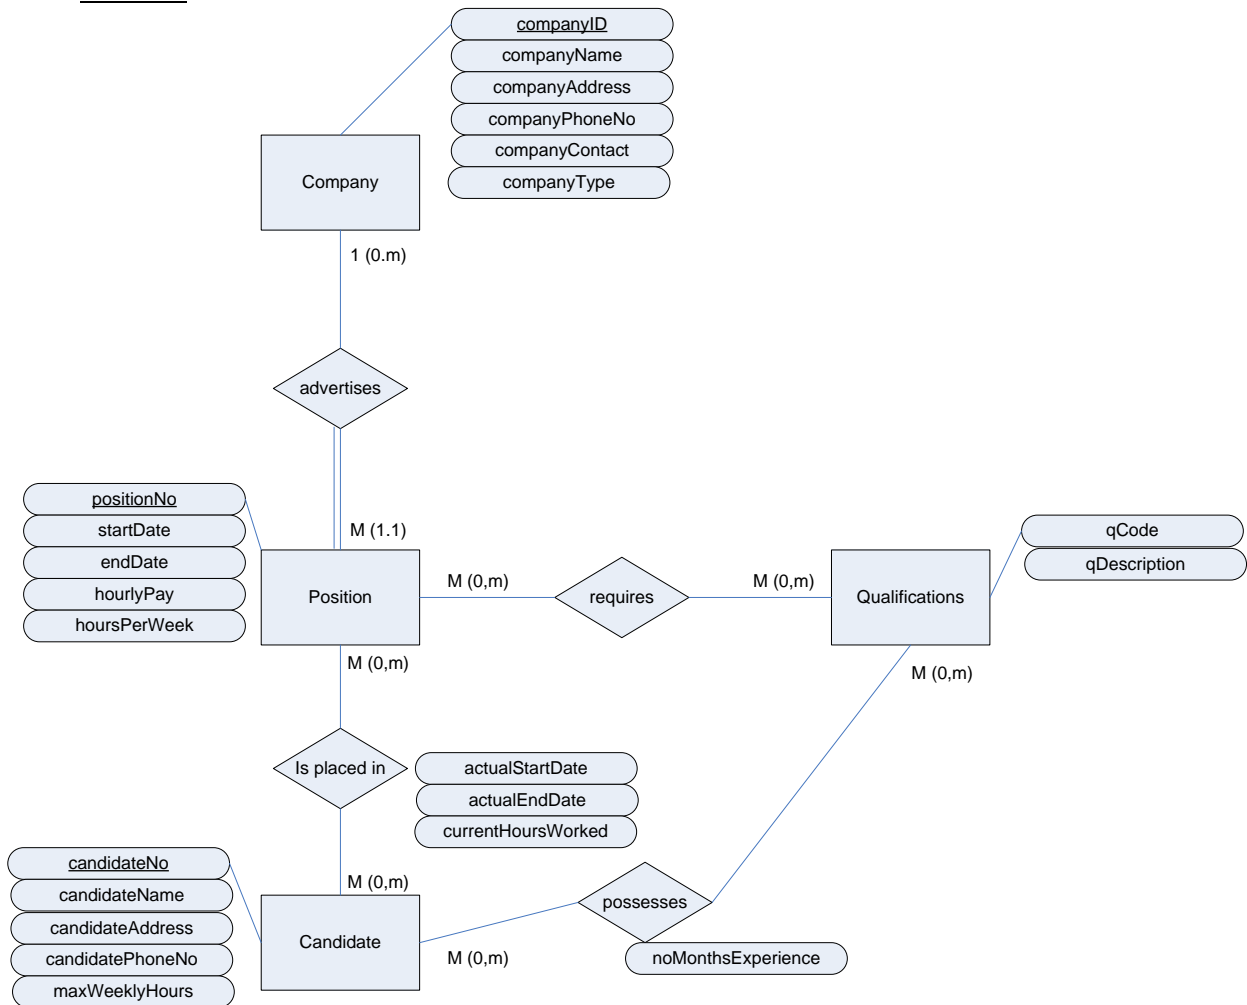 companyID
companyName
companyAddress
companyPhoneNo
companyContact
companyType
Company
1 (0.m)
advertises
M (1.1)
positionNo
startDate
endDate
hourlyPay
hoursPerWeek
Position
M (0,m)
requires
M (0,m)
Qualifications
qCode
qDescription
M (0,m)
M (0,m)
Is placed in
actualStartDate
actualEndDate
currentHoursWorked
M (0,m)
candidateNo
candidateName
candidateAddress
candidatePhoneNo
maxWeeklyHours
Candidate
M (0,m)
possesses
noMonthsExperience